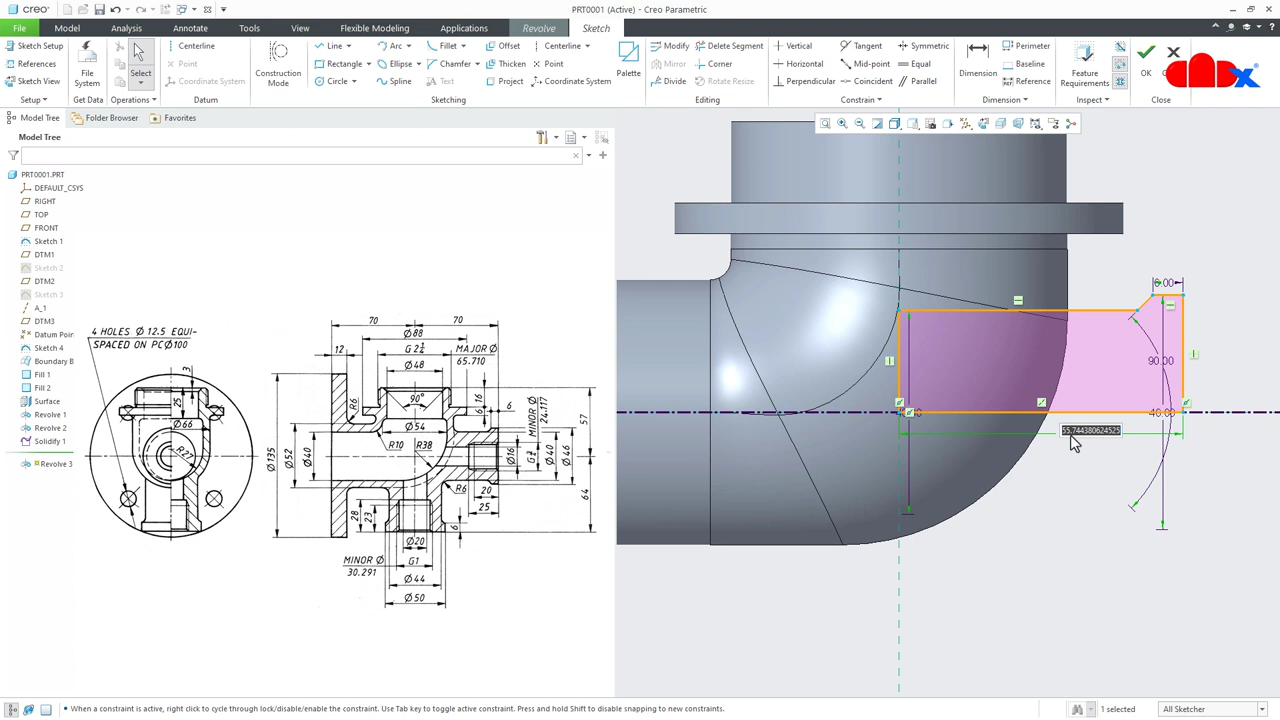 creo
PRT0001 (Active) - Creo Parametric
File Model Analysis Annotate Tools View Flexible Modeling Applications Revolve Sketch
Sketch Setup
References
Sketch View
Setup
File System
Get Data
Select
Operations
Centerline
Point
Coordinate System
Datum
Construction Mode
Line Arc Fillet Offset Centerline
Rectangle Ellipse Chamfer Thicken Point
Circle Spline Text Project Coordinate System
Sketching
Palette
Modify Delete Segment
Mirror Corner
Divide Rotate Resize
Editing
Vertical Tangent Symmetric
Horizontal Mid-point Equal
Perpendicular Coincident Parallel
Constrain
Dimension
Perimeter
Baseline
Reference
Dimension
Feature Requirements
Inspect
OK
Close
CADX
Model Tree Folder Browser Favorites
Model Tree
PRT0001.PRT
DEFAULT_CSYS
RIGHT
TOP
FRONT
Sketch 1
DTM1
Sketch 2
DTM2
Sketch 3
A_1
DTM3
Datum Poin
Sketch 4
Boundary B
Fill 1
Fill 2
Surface
Revolve 1
Revolve 2
Solidify 1
Revolve 3
4 HOLES Ø 12.5 EQUI-
SPACED ON PCØ100
3
25
Ø66
R27
70 70
Ø88
12
G 2¼
MAJOR Ø
65.710
Ø48
90°
R6
6 16
6
MINOR Ø
24.117
57
Ø54
R10
R38
Ø135
Ø52
Ø40
Ø16
G¾
Ø40
Ø46
R6
20
25
64
28
23
6
Ø20
MINOR Ø
30.291
G1
Ø44
Ø50
6.00
90.00
40.00
55.744380624525
When a constraint is active, right click to cycle through lock/disable/enable the constraint. Use Tab key to toggle active constraint. Press and hold Shift to disable snapping to new constraints.
1 selected
All Sketcher